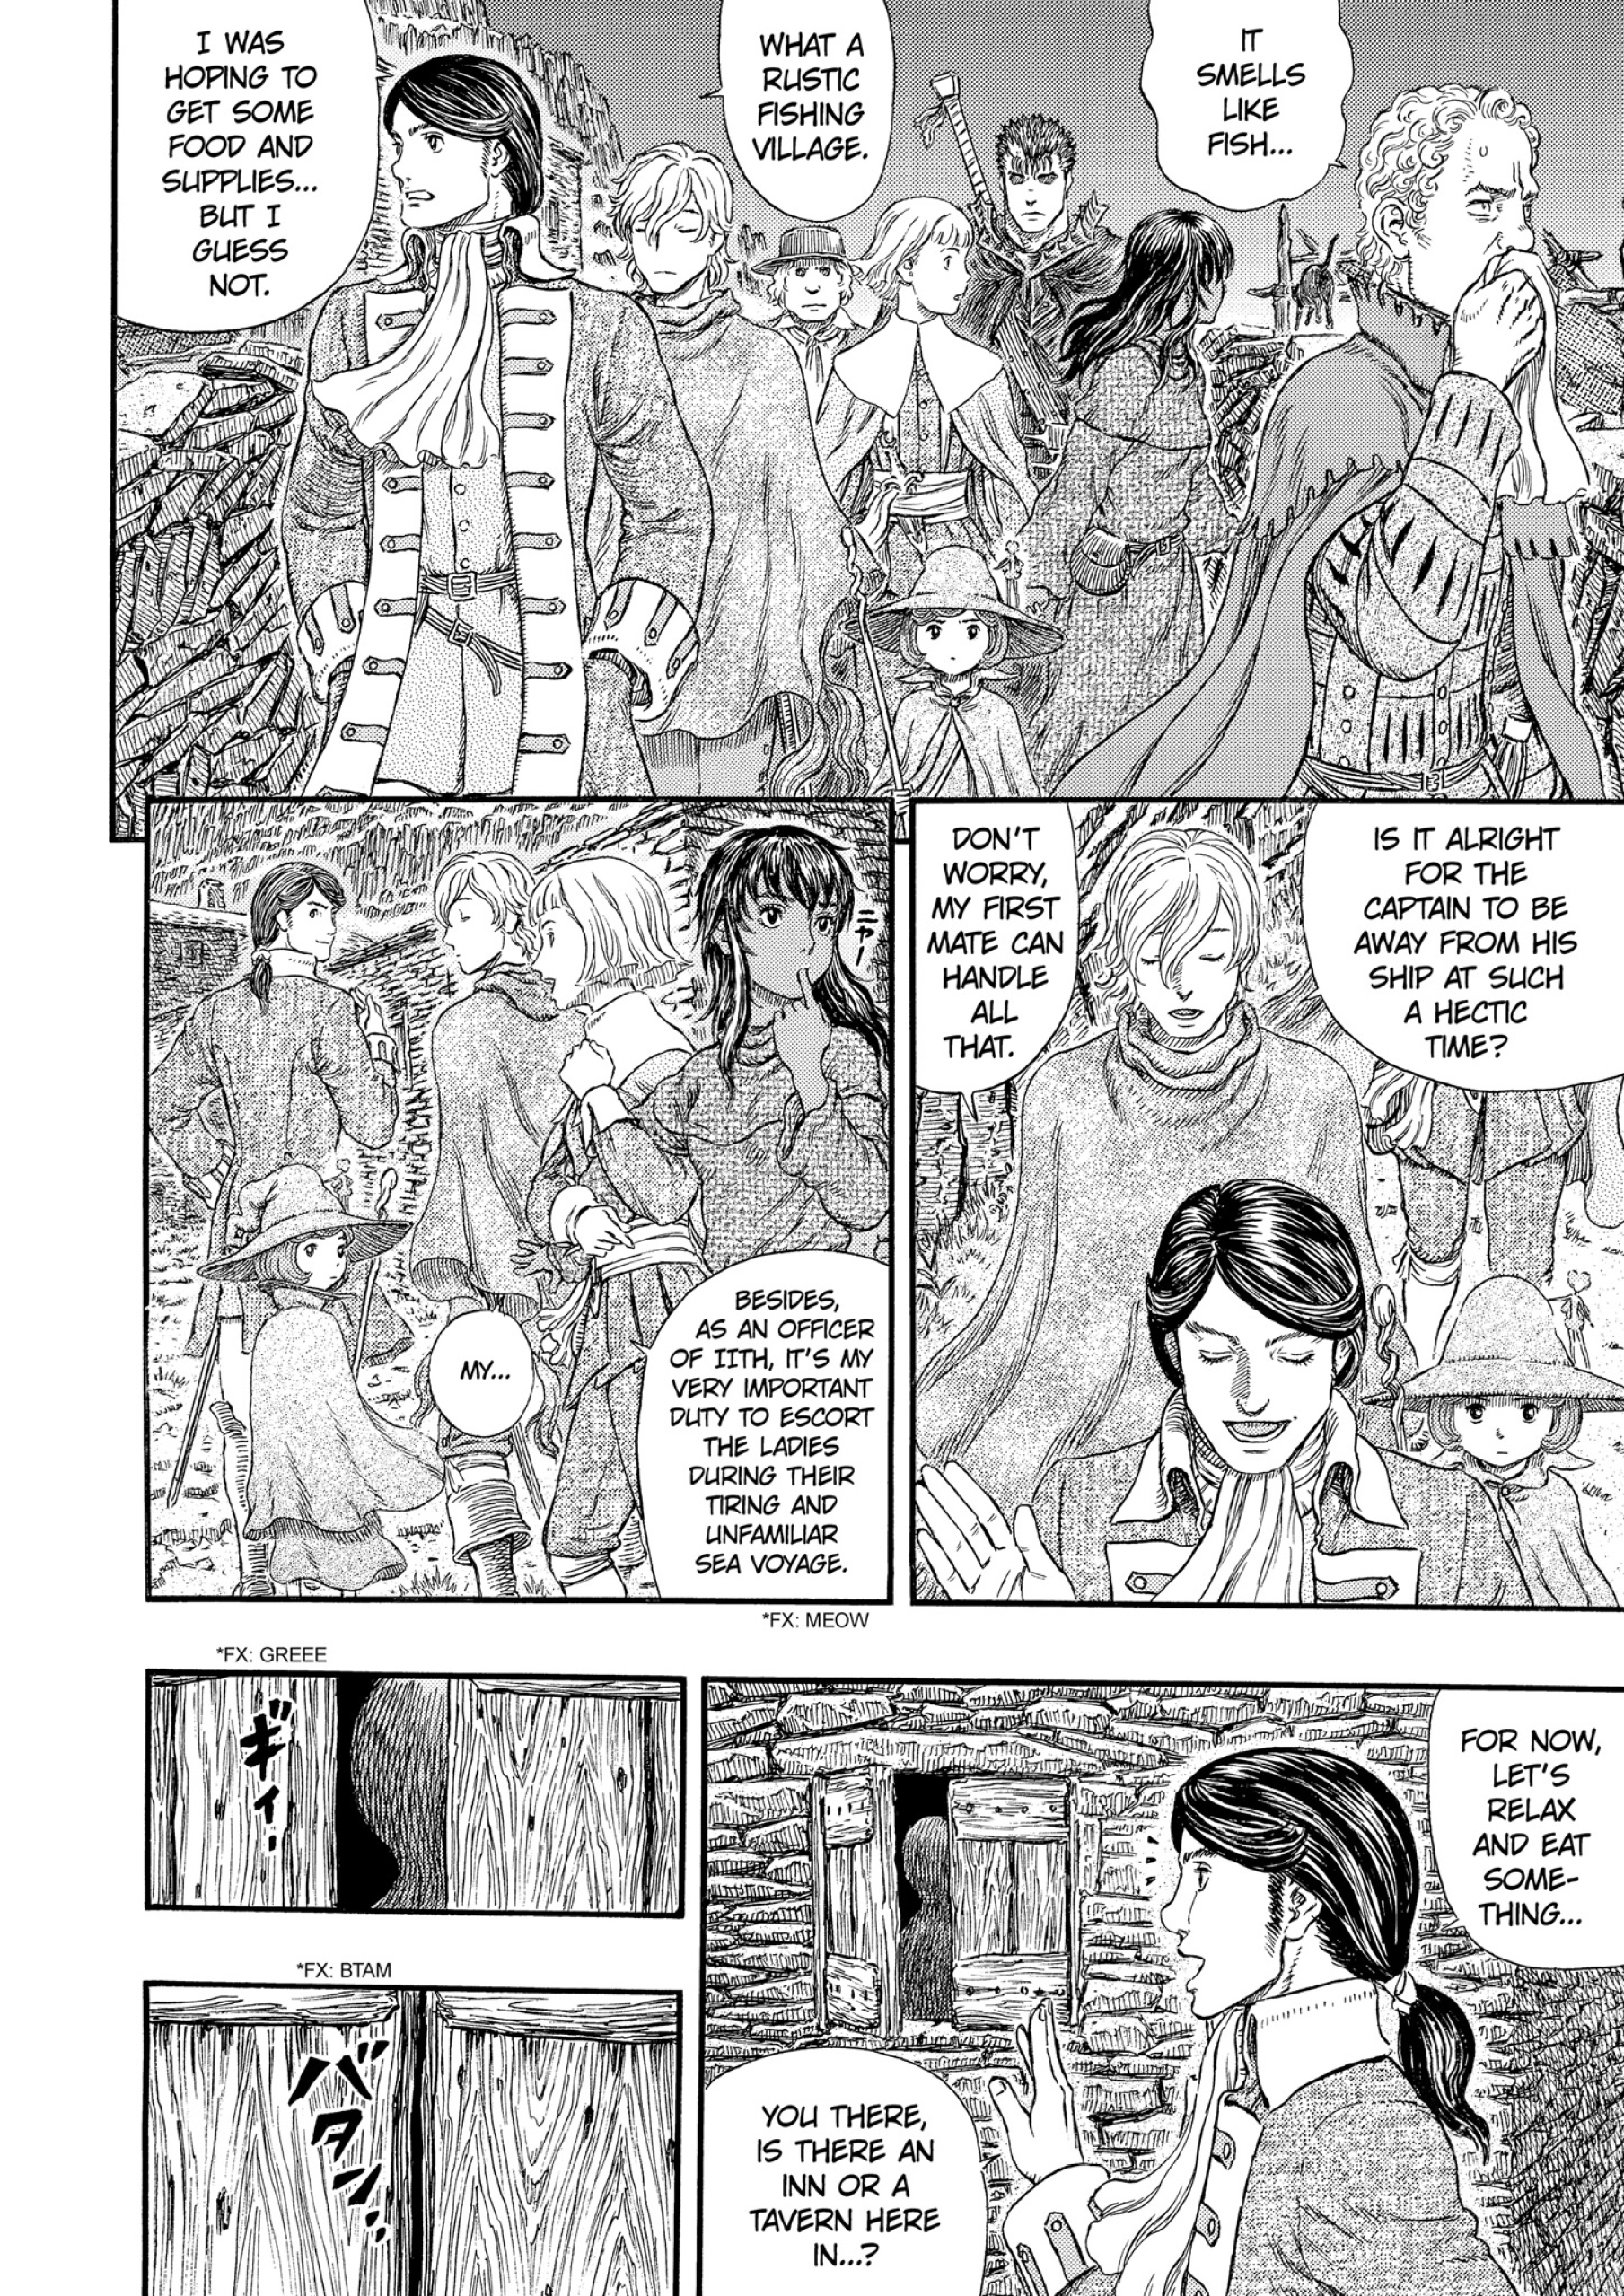 IT
SMELLS
LIKE
FISH...
WHAT A
RUSTIC
FISHING
VILLAGE.
I WAS
HOPING TO
GET SOME
FOOD AND
SUPPLIES...
BUT I
GUESS
NOT.
IS IT ALRIGHT
FOR THE
CAPTAIN TO BE
AWAY FROM HIS
SHIP AT SUCH
A HECTIC
TIME?
DON'T
WORRY,
MY FIRST
MATE CAN
HANDLE
ALL
THAT.
ニャー
BESIDES,
AS AN OFFICER
OF IITH, IT'S MY
VERY IMPORTANT
DUTY TO ESCORT
THE LADIES
DURING THEIR
TIRING AND
UNFAMILIAR
SEA VOYAGE.
MY...
*FX: MEOW
FOR NOW,
LET'S
RELAX
AND EAT
SOME-
THING...
YOU THERE,
IS THERE AN
INN OR A
TAVERN HERE
IN...?
*FX: GREEE
ギィ..
*FX: BTAM
バタン..